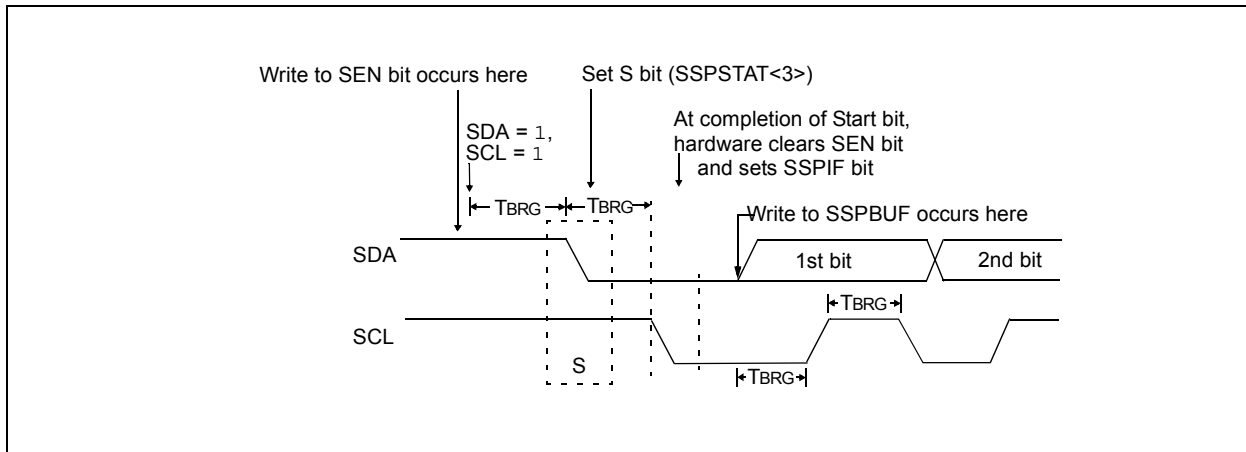 Write to SEN bit occurs here
Set S bit (SSPSTAT<3>)
SDA = 1,
SCL = 1
At completion of Start bit,
hardware clears SEN bit
and sets SSPIF bit
TBRG
TBRG
Write to SSPBUF occurs here
SDA
1st bit
2nd bit
TBRG
SCL
S
TBRG